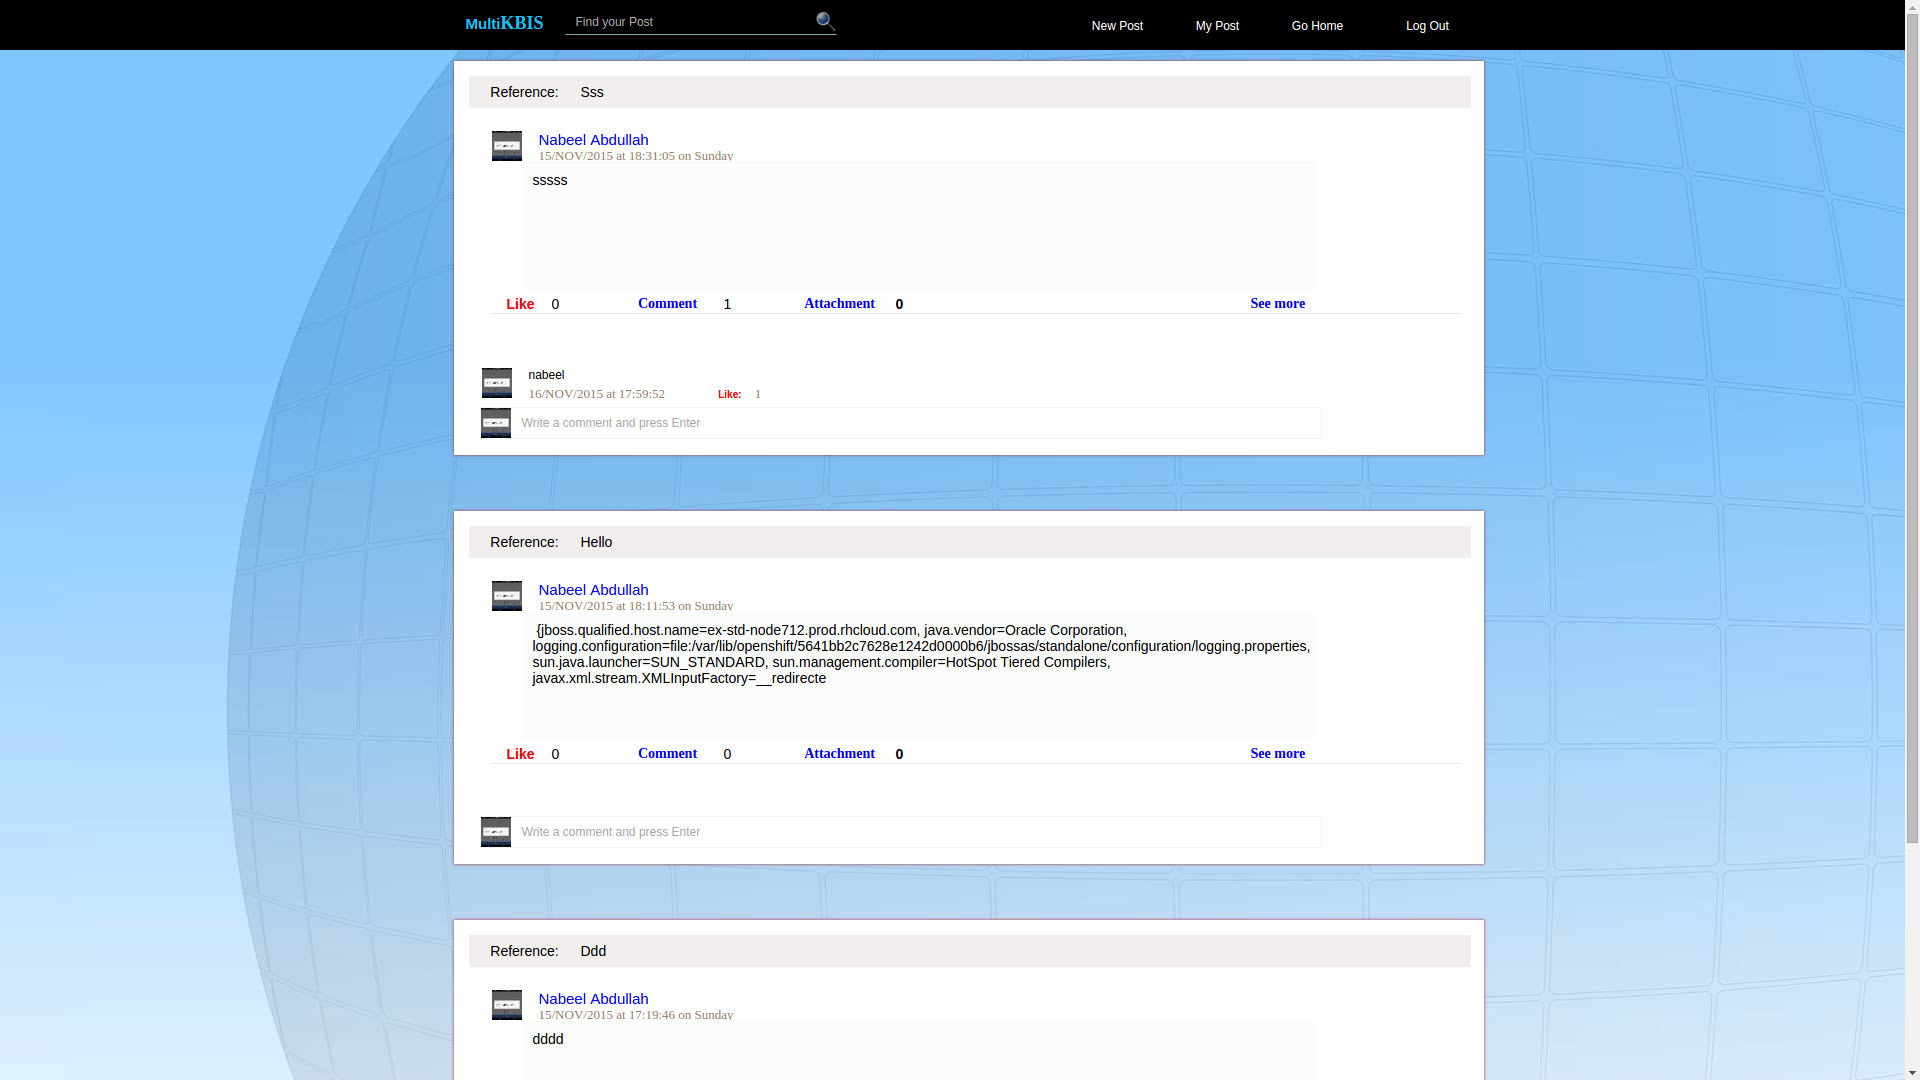 MultiKBIS Find your Post New Post My Post Go Home Log Out
Reference: Sss
Nabeel Abdullah
15/NOV/2015 at 18:31:05 on Sunday
sssss
Like 0 Comment 1 Attachment 0 See more
nabeel
16/NOV/2015 at 17:59:52 Like: 1
Write a comment and press Enter
Reference: Hello
Nabeel Abdullah
15/NOV/2015 at 18:11:53 on Sunday
{jboss.qualified.host.name=ex-std-node712.prod.rhcloud.com, java.vendor=Oracle Corporation,
logging.configuration=file:/var/lib/openshift/5641bb2c7628e1242d0000b6/jbossas/standalone/configuration/logging.properties,
sun.java.launcher=SUN_STANDARD, sun.management.compiler=HotSpot Tiered Compilers,
javax.xml.stream.XMLInputFactory=__redirecte
Like 0 Comment 0 Attachment 0 See more
Write a comment and press Enter
Reference: Ddd
Nabeel Abdullah
15/NOV/2015 at 17:19:46 on Sunday
dddd